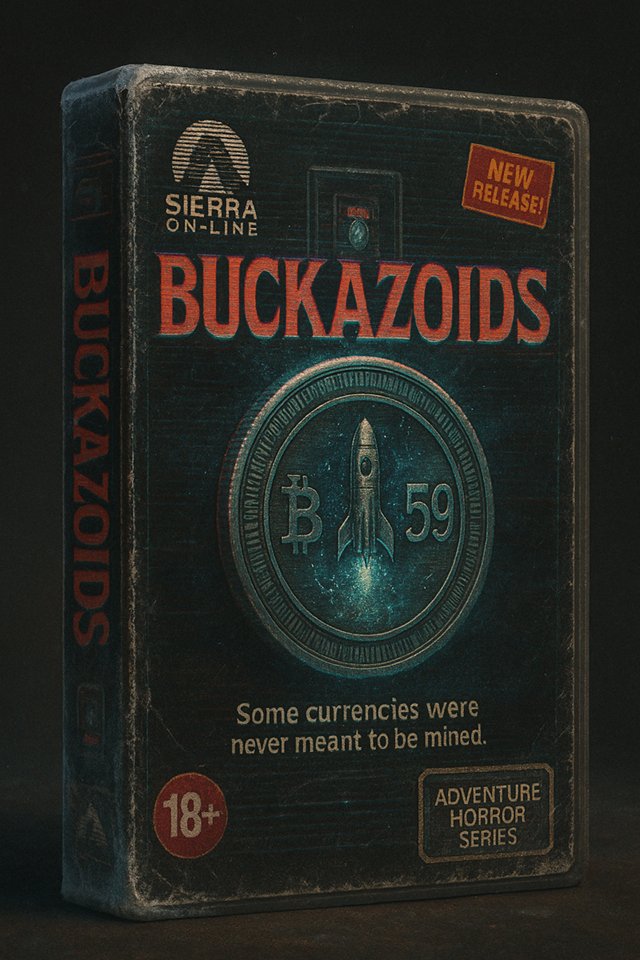 SIERRA
ON-LINE
NEW
RELEASE!
BUCKAZOIDS
BUCKAZOIDS
₿ 59
Some currencies were
never meant to be mined.
18+
ADVENTURE
HORROR
SERIES